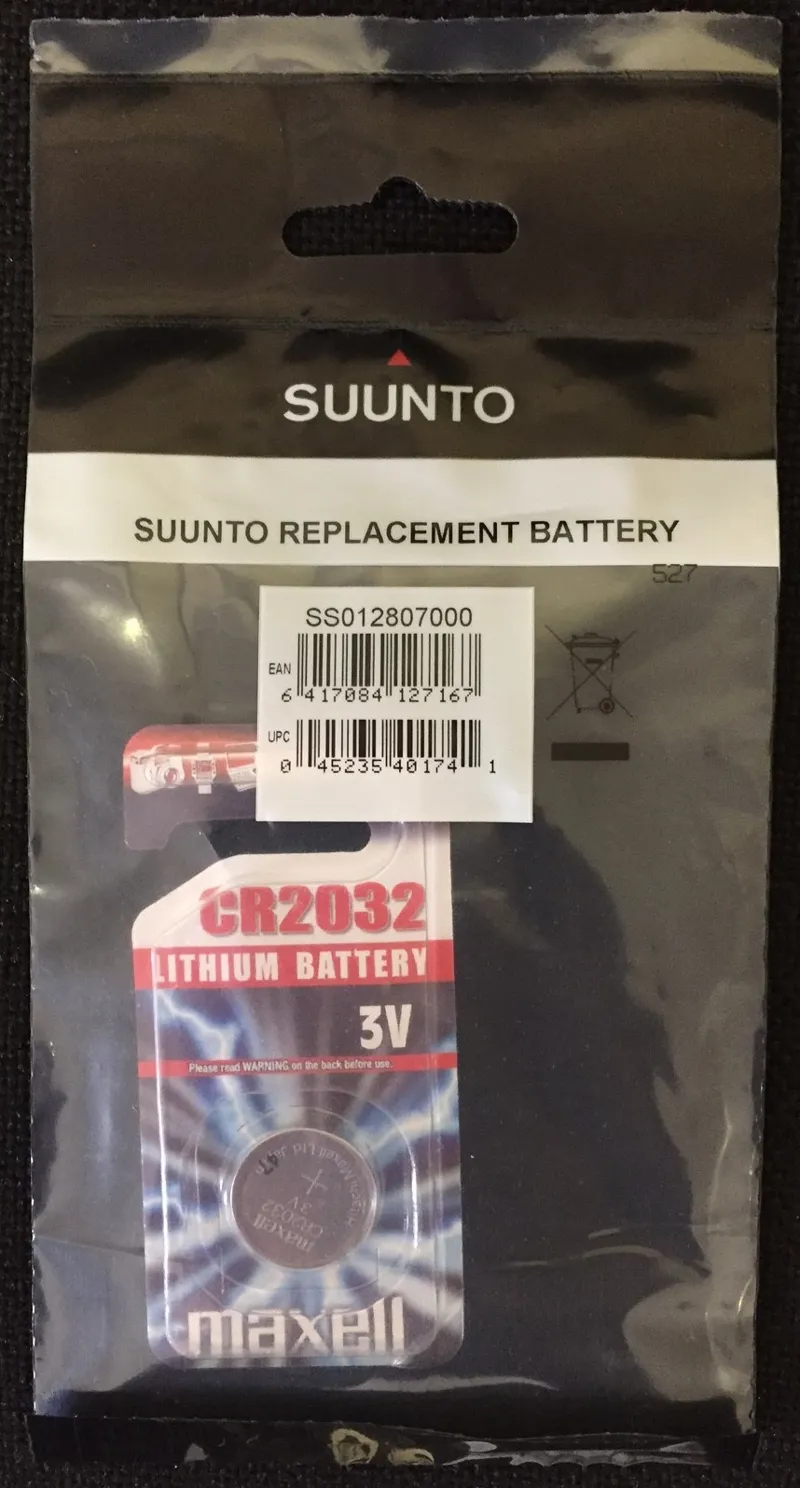 SUUNTO
SUUNTO REPLACEMENT BATTERY
527
SS012807000
EAN
6 417084 127167
UPC
0 45235 40174 1
CR2032
LITHIUM BATTERY
3V
Please read WARNING on the back before use.
+
3V
CR2032
maxell
maxell